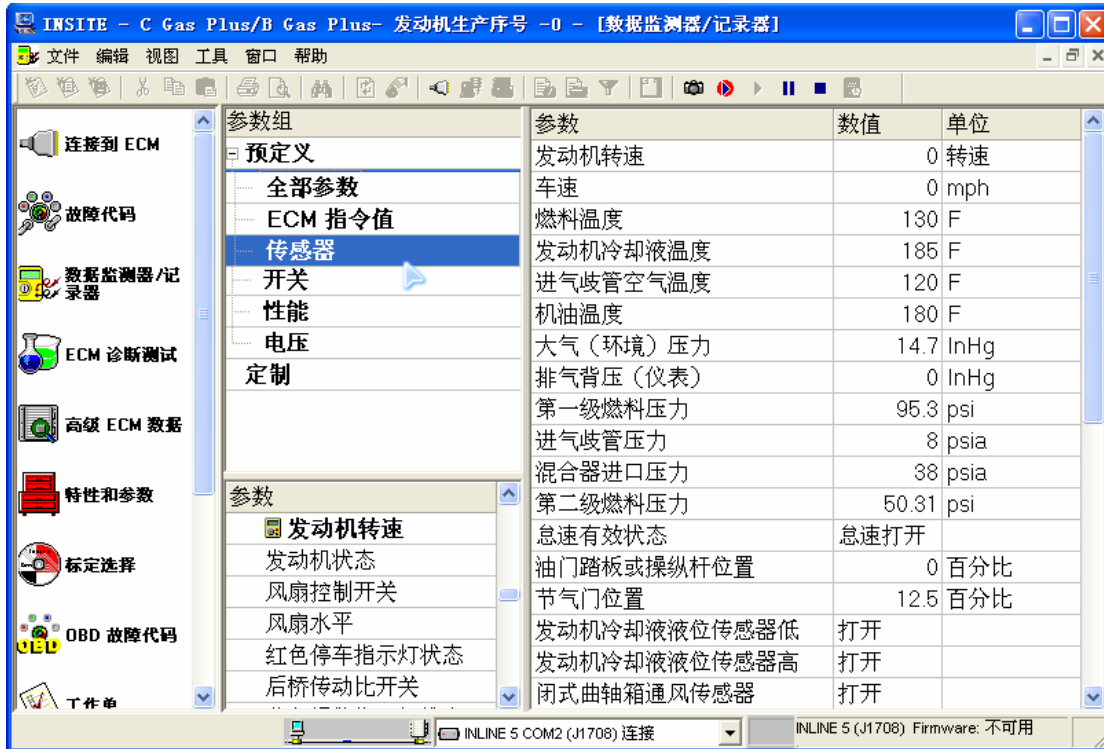 INSITE - C Gas Plus/B Gas Plus- 发动机生产序号 -0 - [数据监测器/记录器]
文件 编辑 视图 工具 窗口 帮助
连接到 ECM
故障代码
数据监测器/记
录器
ECM 诊断测试
高级 ECM 数据
特性和参数
标定选择
OBD 故障代码
工作单
参数组
预定义
全部参数
ECM 指令值
传感器
开关
性能
电压
定制
参数
发动机转速
发动机状态
风扇控制开关
风扇水平
红色停车指示灯状态
后桥传动比开关
参数 数值 单位
发动机转速 0 转速
车速 0 mph
燃料温度 130 F
发动机冷却液温度 185 F
进气歧管空气温度 120 F
机油温度 180 F
大气（环境）压力 14.7 InHg
排气背压（仪表） 0 InHg
第一级燃料压力 95.3 psi
进气歧管压力 8 psia
混合器进口压力 38 psia
第二级燃料压力 50.31 psi
怠速有效状态 怠速打开
油门踏板或操纵杆位置 0 百分比
节气门位置 12.5 百分比
发动机冷却液液位传感器低 打开
发动机冷却液液位传感器高 打开
闭式曲轴箱通风传感器 打开
INLINE 5 COM2 (J1708) 连接
INLINE 5 (J1708) Firmware: 不可用